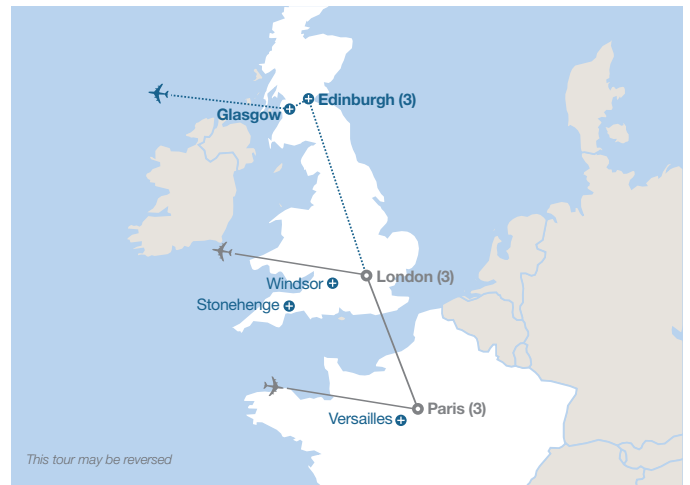 Edinburgh (3)
Glasgow
London (3)
Windsor
Stonehenge
Paris (3)
Versailles
This tour may be reversed